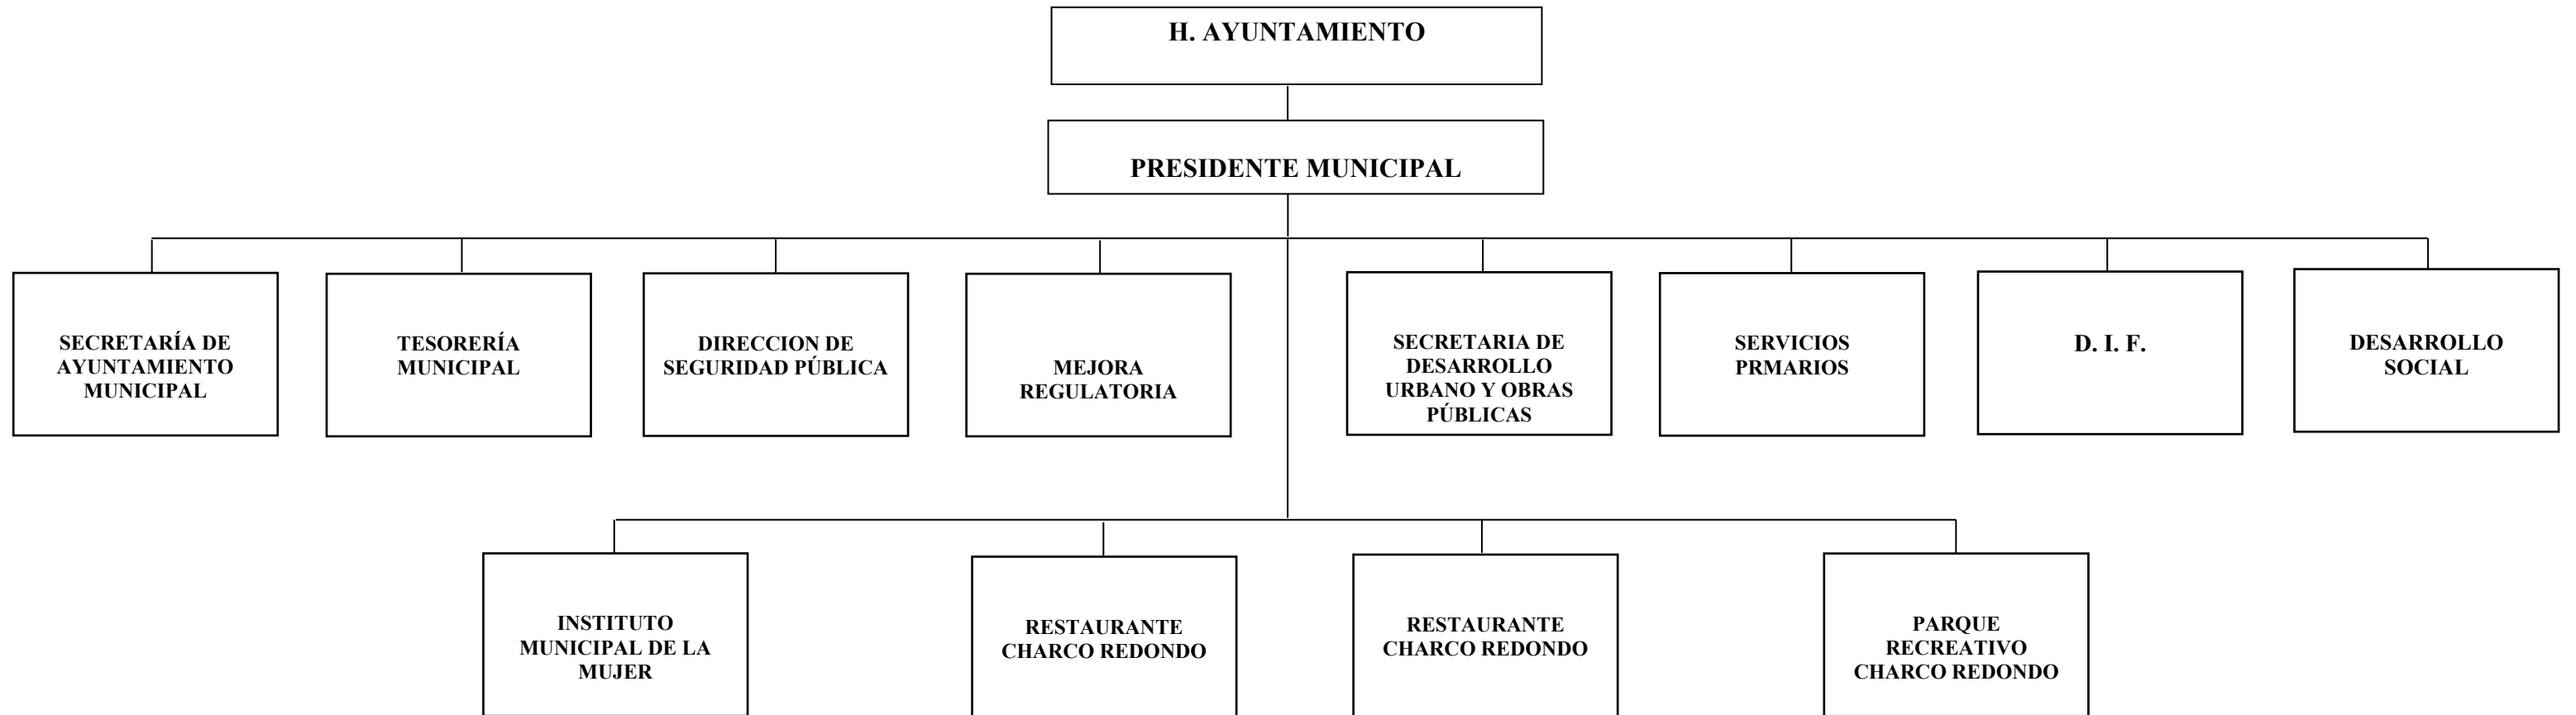 H. AYUNTAMIENTO
PRESIDENTE MUNICIPAL
SECRETARÍA DE
AYUNTAMIENTO
MUNICIPAL
TESORERÍA
MUNICIPAL
DIRECCION DE
SEGURIDAD PÚBLICA
MEJORA
REGULATORIA
SECRETARIA DE
DESARROLLO
URBANO Y OBRAS
PÚBLICAS
SERVICIOS
PRMARIOS
D. I. F.
DESARROLLO
SOCIAL
INSTITUTO
MUNICIPAL DE LA
MUJER
RESTAURANTE
CHARCO REDONDO
RESTAURANTE
CHARCO REDONDO
PARQUE
RECREATIVO
CHARCO REDONDO